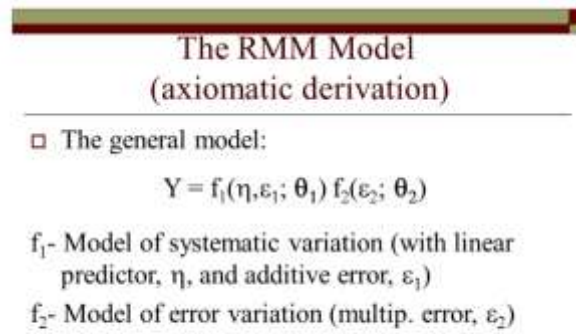 The RMM Model
(axiomatic derivation)
□ The general model:
Y = f₁(η,ε₁; θ₁) f₂(ε₂; θ₂)
f₁- Model of systematic variation (with linear
predictor, η, and additive error, ε₁)
f₂- Model of error variation (multip. error, ε₂)